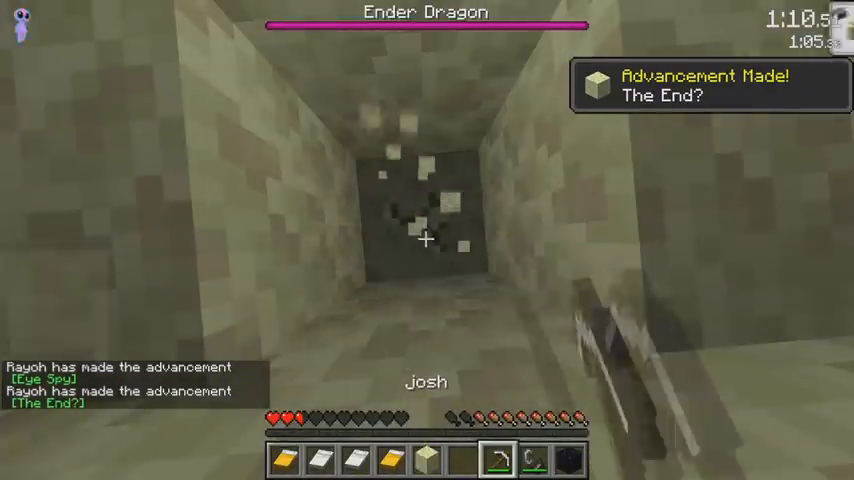 Ender Dragon
1:10.51
1:05.
Advancement Made!
The End?
Rayoh has made the advancement
[Eye Spy]
Rayoh has made the advancement
[The End?]
josh